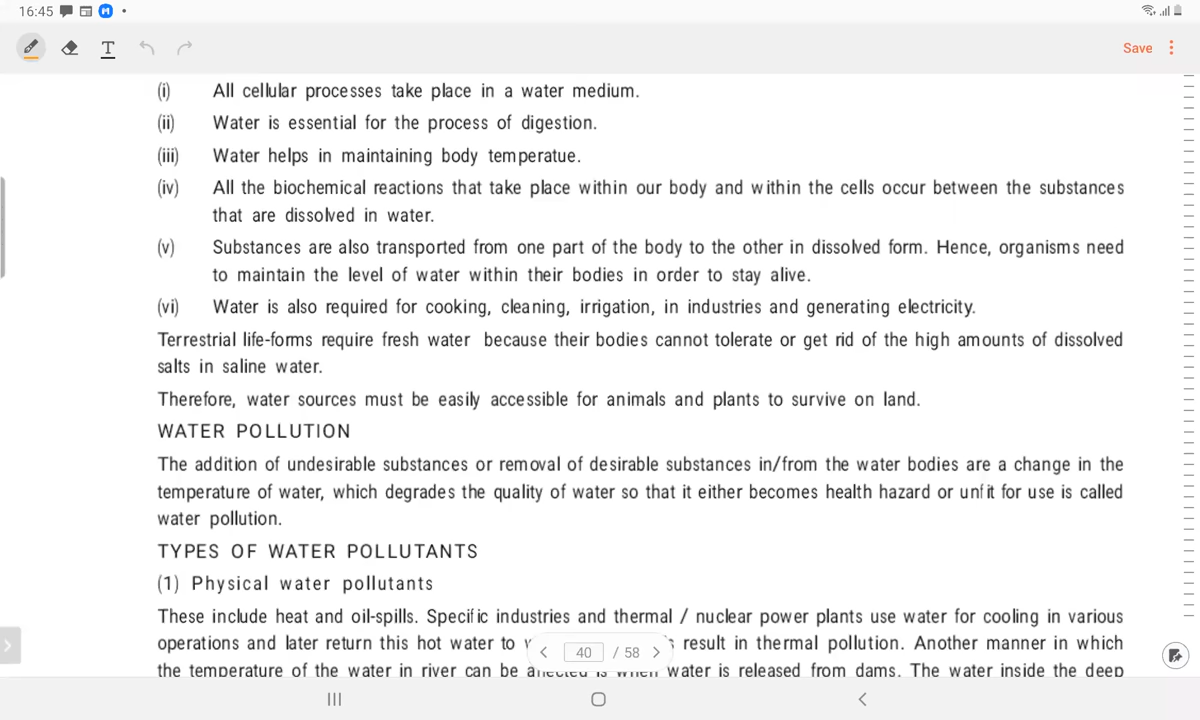 16:45
Save
(i) All cellular processes take place in a water medium.
(ii) Water is essential for the process of digestion.
(iii) Water helps in maintaining body temperatue.
(iv) All the biochemical reactions that take place within our body and within the cells occur between the substances
that are dissolved in water.
(v) Substances are also transported from one part of the body to the other in dissolved form. Hence, organisms need
to maintain the level of water within their bodies in order to stay alive.
(vi) Water is also required for cooking, cleaning, irrigation, in industries and generating electricity.
Terrestrial life-forms require fresh water because their bodies cannot tolerate or get rid of the high amounts of dissolved
salts in saline water.
Therefore, water sources must be easily accessible for animals and plants to survive on land.
WATER POLLUTION
The addition of undesirable substances or removal of desirable substances in/from the water bodies are a change in the
temperature of water, which degrades the quality of water so that it either becomes health hazard or unfit for use is called
water pollution.
TYPES OF WATER POLLUTANTS
(1) Physical water pollutants
These include heat and oil-spills. Specific industries and thermal / nuclear power plants use water for cooling in various
operations and later return this hot water to result in thermal pollution. Another manner in which
40 / 58
the temperature of the water in river can be affected is when water is released from dams. The water inside the deep